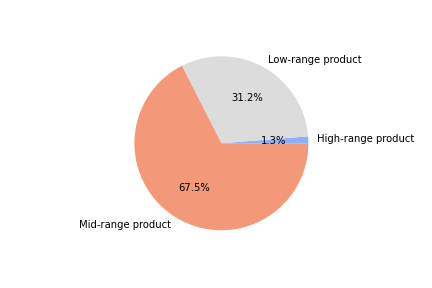 Low-range product
31.2%
1.3%
High-range product
67.5%
Mid-range product